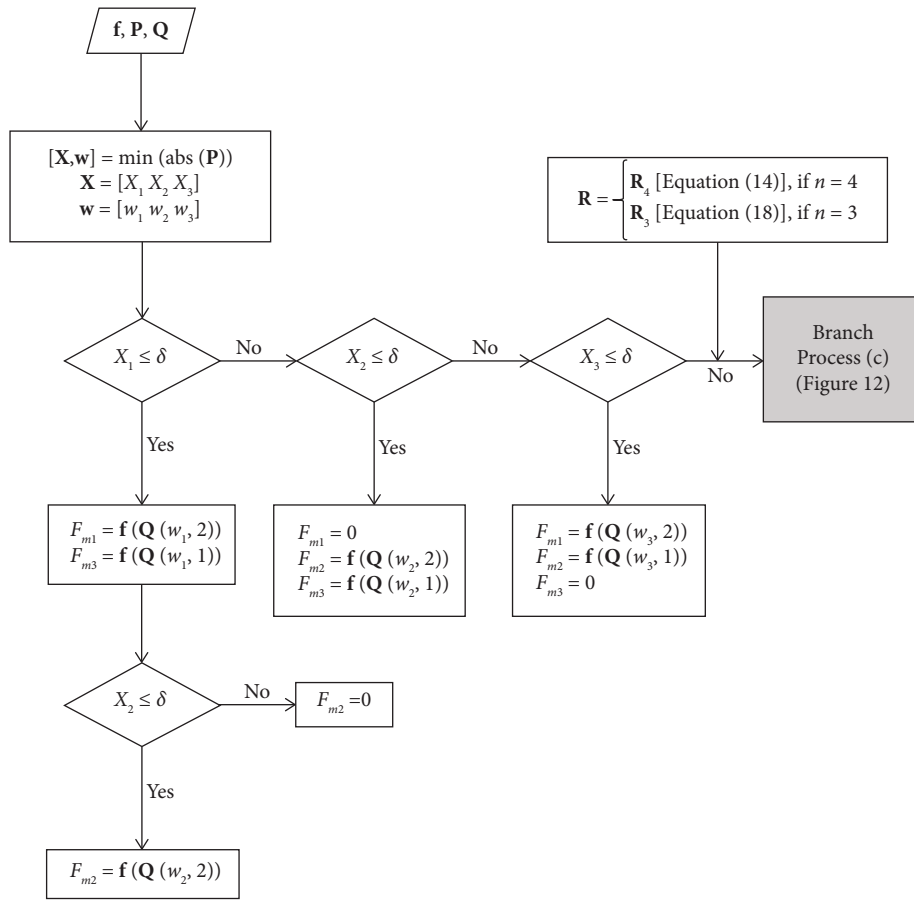 f, P, Q
[X,w] = min (abs (P))
X = [X₁ X₂ X₃]
w = [w₁ w₂ w₃]
R =
R₄ [Equation (14)], if n = 4
R₃ [Equation (18)], if n = 3
X₁ ≤ δ
No
X₂ ≤ δ
No
X₃ ≤ δ
No
Branch
Process (c)
(Figure 12)
Yes
Yes
Yes
Fₘ₁ = f (Q (w₁, 2))
Fₘ₃ = f (Q (w₁, 1))
Fₘ₁ = 0
Fₘ₂ = f (Q (w₂, 2))
Fₘ₃ = f (Q (w₂, 1))
Fₘ₁ = f (Q (w₃, 2))
Fₘ₂ = f (Q (w₃, 1))
Fₘ₃ = 0
X₂ ≤ δ
No
Fₘ₂ =0
Yes
Fₘ₂ = f (Q (w₂, 2))